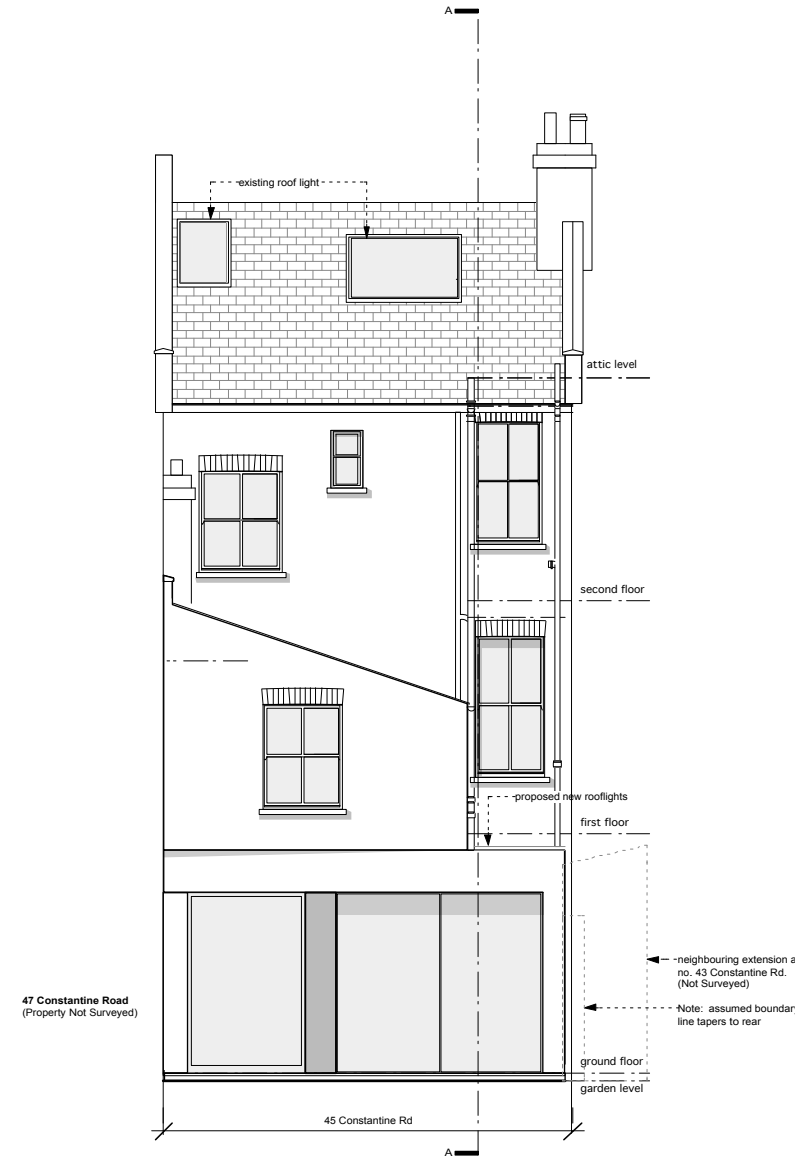 A
existing roof light
attic level
second floor
proposed new rooflights
first floor
neighbouring extension a
no. 43 Constantine Rd.
(Not Surveyed)
47 Constantine Road
(Property Not Surveyed)
Note: assumed boundary
line tapers to rear
ground floor
garden level
45 Constantine Rd
A